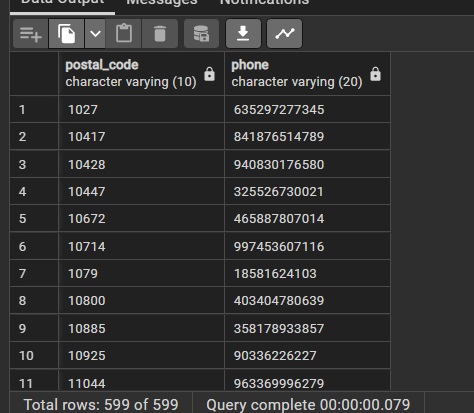 Data Output Messages Notifications
postal_code phone
character varying (10) character varying (20)
1 1027 635297277345
2 10417 841876514789
3 10428 940830176580
4 10447 325526730021
5 10672 465887807014
6 10714 997453607116
7 1079 18581624103
8 10800 403404780639
9 10885 358178933857
10 10925 90336226227
11 11044 963369996279
Total rows: 599 of 599 Query complete 00:00:00.079